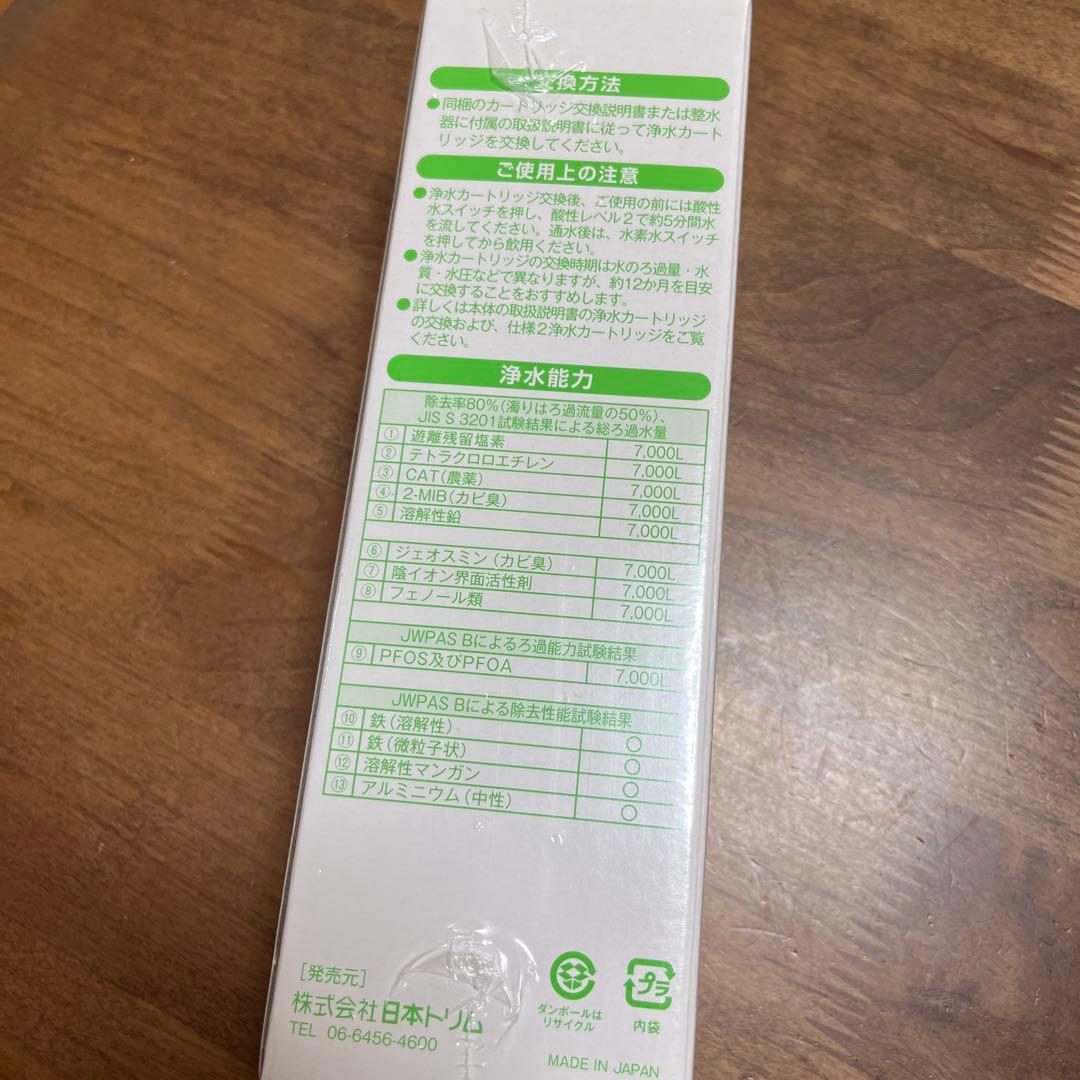 交換方法
●同梱のカートリッジ交換説明書または整水
器に付属の取扱説明書に従って浄水カート
リッジを交換してください。
ご使用上の注意
●浄水カートリッジ交換後、ご使用の前には酸性
水スイッチを押し、酸性レベル2で約5分間水
を流してください。通水後は、水素水スイッチ
を押してから飲用ください。
●浄水カートリッジの交換時期は水のろ過量・水
質・水圧などで異なりますが、約12か月を目安
に交換することをおすすめします。
●詳しくは本体の取扱説明書の浄水カートリッジ
の交換および、仕様2浄水カートリッジをご覧
ください。
浄水能力
除去率80%(濁りはろ過流量の50%)、
JIS S 3201試験結果による総ろ過水量
① 遊離残留塩素 7,000L
② テトラクロロエチレン 7,000L
③ CAT(農薬) 7,000L
④ 2-MIB(カビ臭) 7,000L
⑤ 溶解性鉛 7,000L
⑥ ジェオスミン(カビ臭) 7,000L
⑦ 陰イオン界面活性剤 7,000L
⑧ フェノール類 7,000L
JWPAS Bによるろ過能力試験結果
⑨ PFOS及びPFOA 7,000L
JWPAS Bによる除去性能試験結果
⑩ 鉄(溶解性) ○
⑪ 鉄(微粒子状) ○
⑫ 溶解性マンガン ○
⑬ アルミニウム(中性) ○
[発売元]
株式会社日本トリム
TEL 06-6456-4600
ダンボールは
リサイクル
プラ
内袋
MADE IN JAPAN